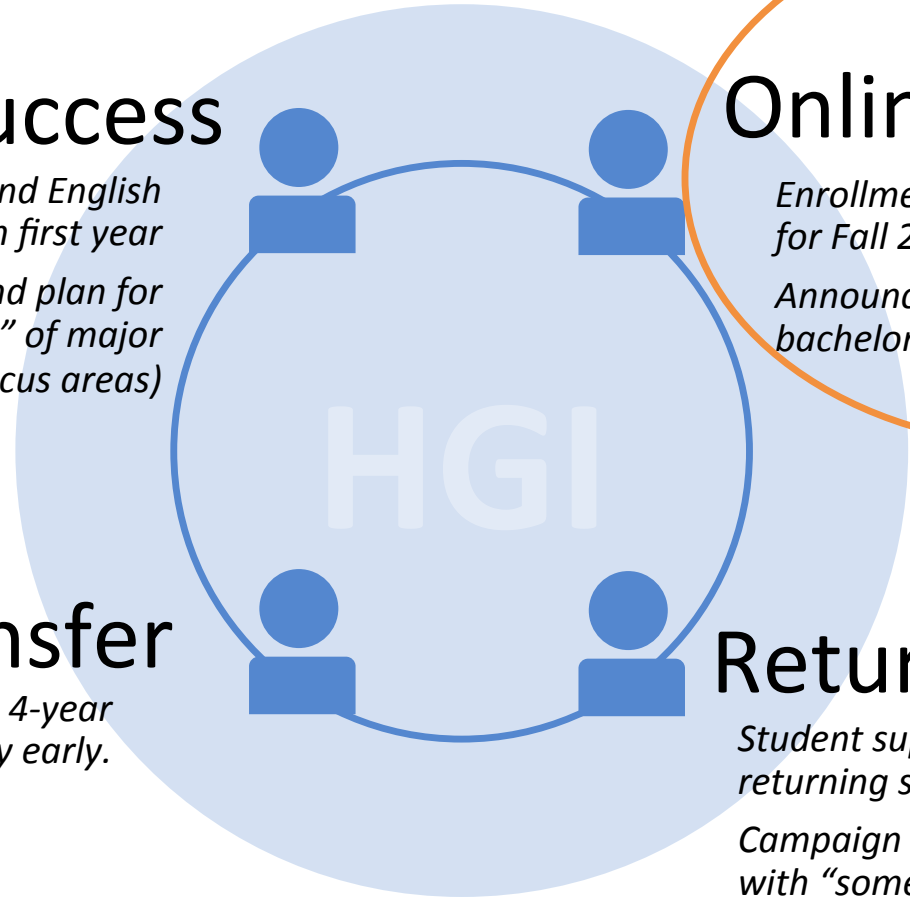 uccess
nd English
n first year
nd plan for
” of major
cus areas)
Onlin
Enrollme
for Fall 2
Announc
bachelor
HGI
nsfer
4-year
y early.
Retur
Student sup
returning s
Campaign
with “some